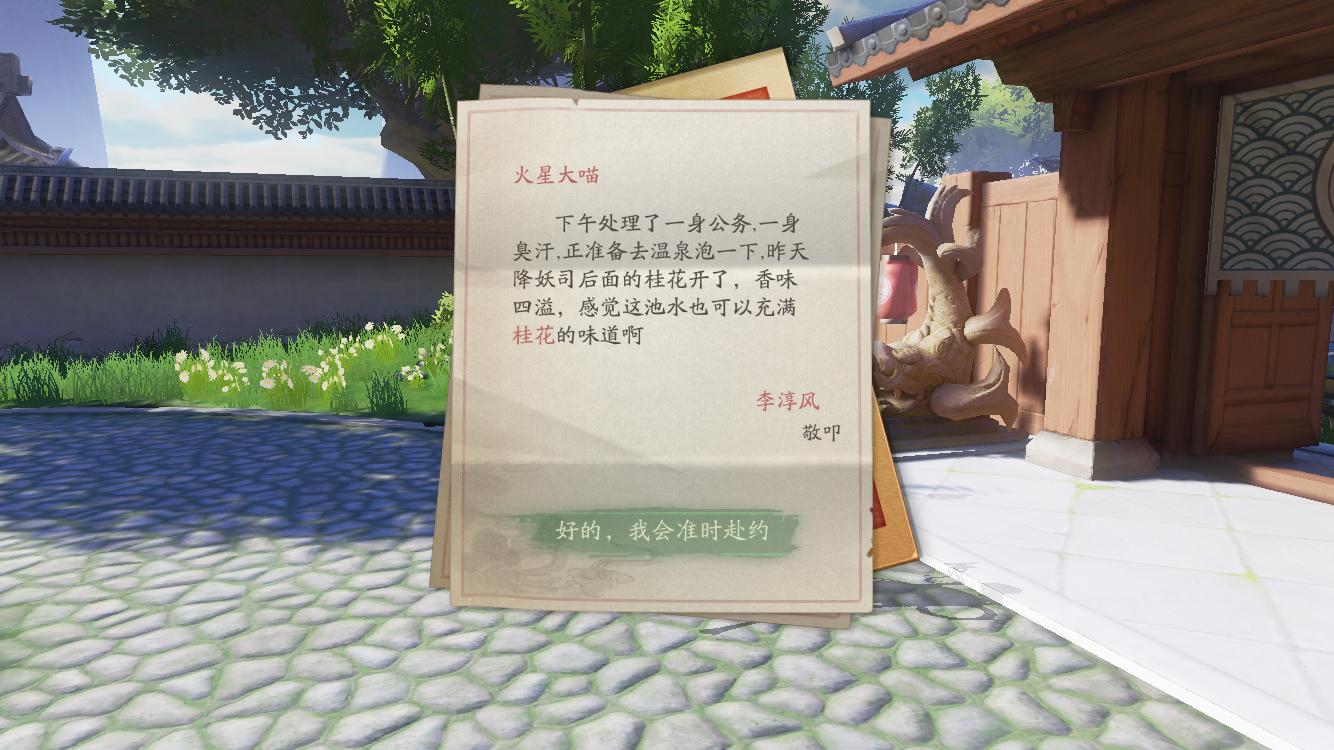 火星大喵
下午处理了一身公务,一身
臭汗,正准备去温泉泡一下,昨天
降妖司后面的桂花开了，香味
四溢，感觉这池水也可以充满
桂花的味道啊
李淳风
敬叩
好的，我会准时赴约